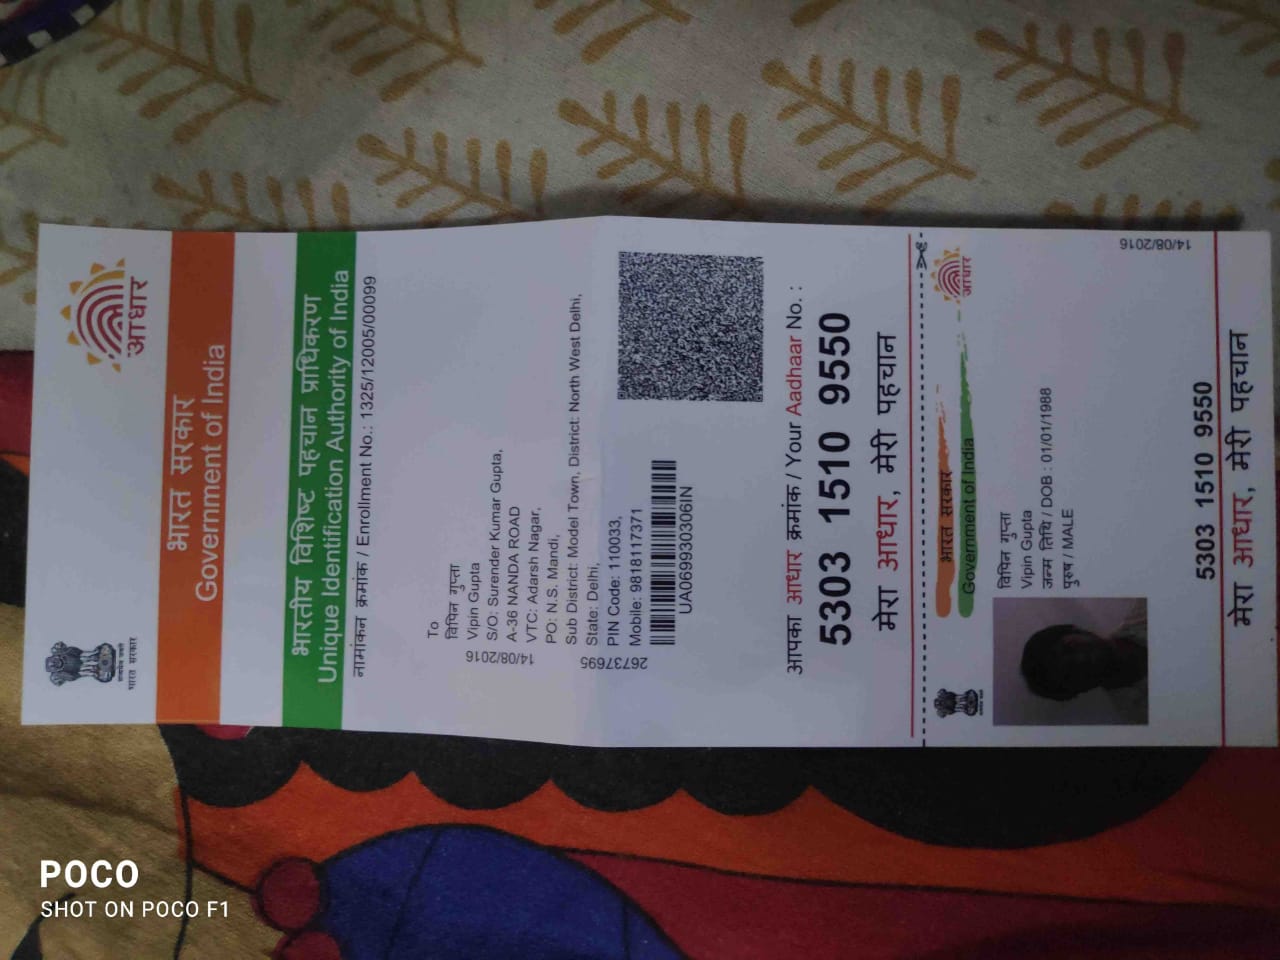 आधार
भारत सरकार
भारत सरकार
Government of India
भारतीय विशिष्ट पहचान प्राधिकरण
Unique Identification Authority of India
नामांकन क्रमांक / Enrollment No.: 1325/12005/00099
To
विपिन गुप्ता
Vipin Gupta
S/O: Surender Kumar Gupta,
A-36 NANDA ROAD
VTC: Adarsh Nagar,
PO: N.S. Mandi,
Sub District: Model Town, District: North West Delhi,
State: Delhi,
PIN Code: 110033,
Mobile: 9818117371
14/08/2016
26737695
UA069930306IN
आपका आधार क्रमांक / Your Aadhaar No. :
5303 1510 9550
मेरा आधार, मेरी पहचान
भारत सरकार
Government of India
आधार
विपिन गुप्ता
Vipin Gupta
जन्म तिथि / DOB : 01/01/1988
पुरुष / MALE
14/08/2016
5303 1510 9550
मेरा आधार, मेरी पहचान
POCO
SHOT ON POCO F1